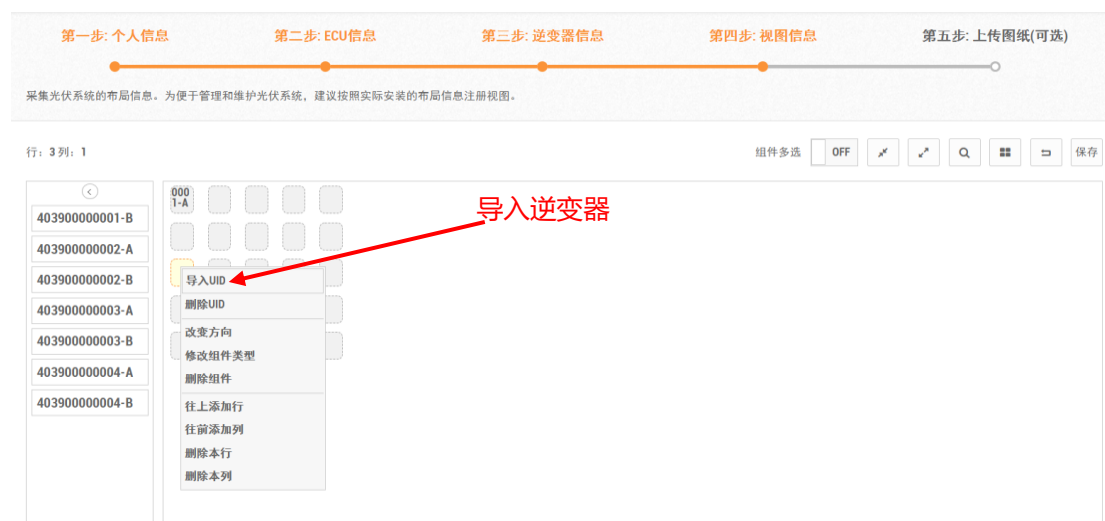 第一步: 个人信息 第二步: ECU信息 第三步: 逆变器信息 第四步: 视图信息 第五步: 上传图纸(可选)
采集光伏系统的布局信息。为便于管理和维护光伏系统，建议按照实际安装的布局信息注册视图。
行: 3 列: 1 组件多选 OFF 保存
000
1-A
导入逆变器
403900000001-B
403900000002-A
403900000002-B
403900000003-A
403900000003-B
403900000004-A
403900000004-B
导入UID
删除UID
改变方向
修改组件类型
删除组件
往上添加行
往前添加列
删除本行
删除本列